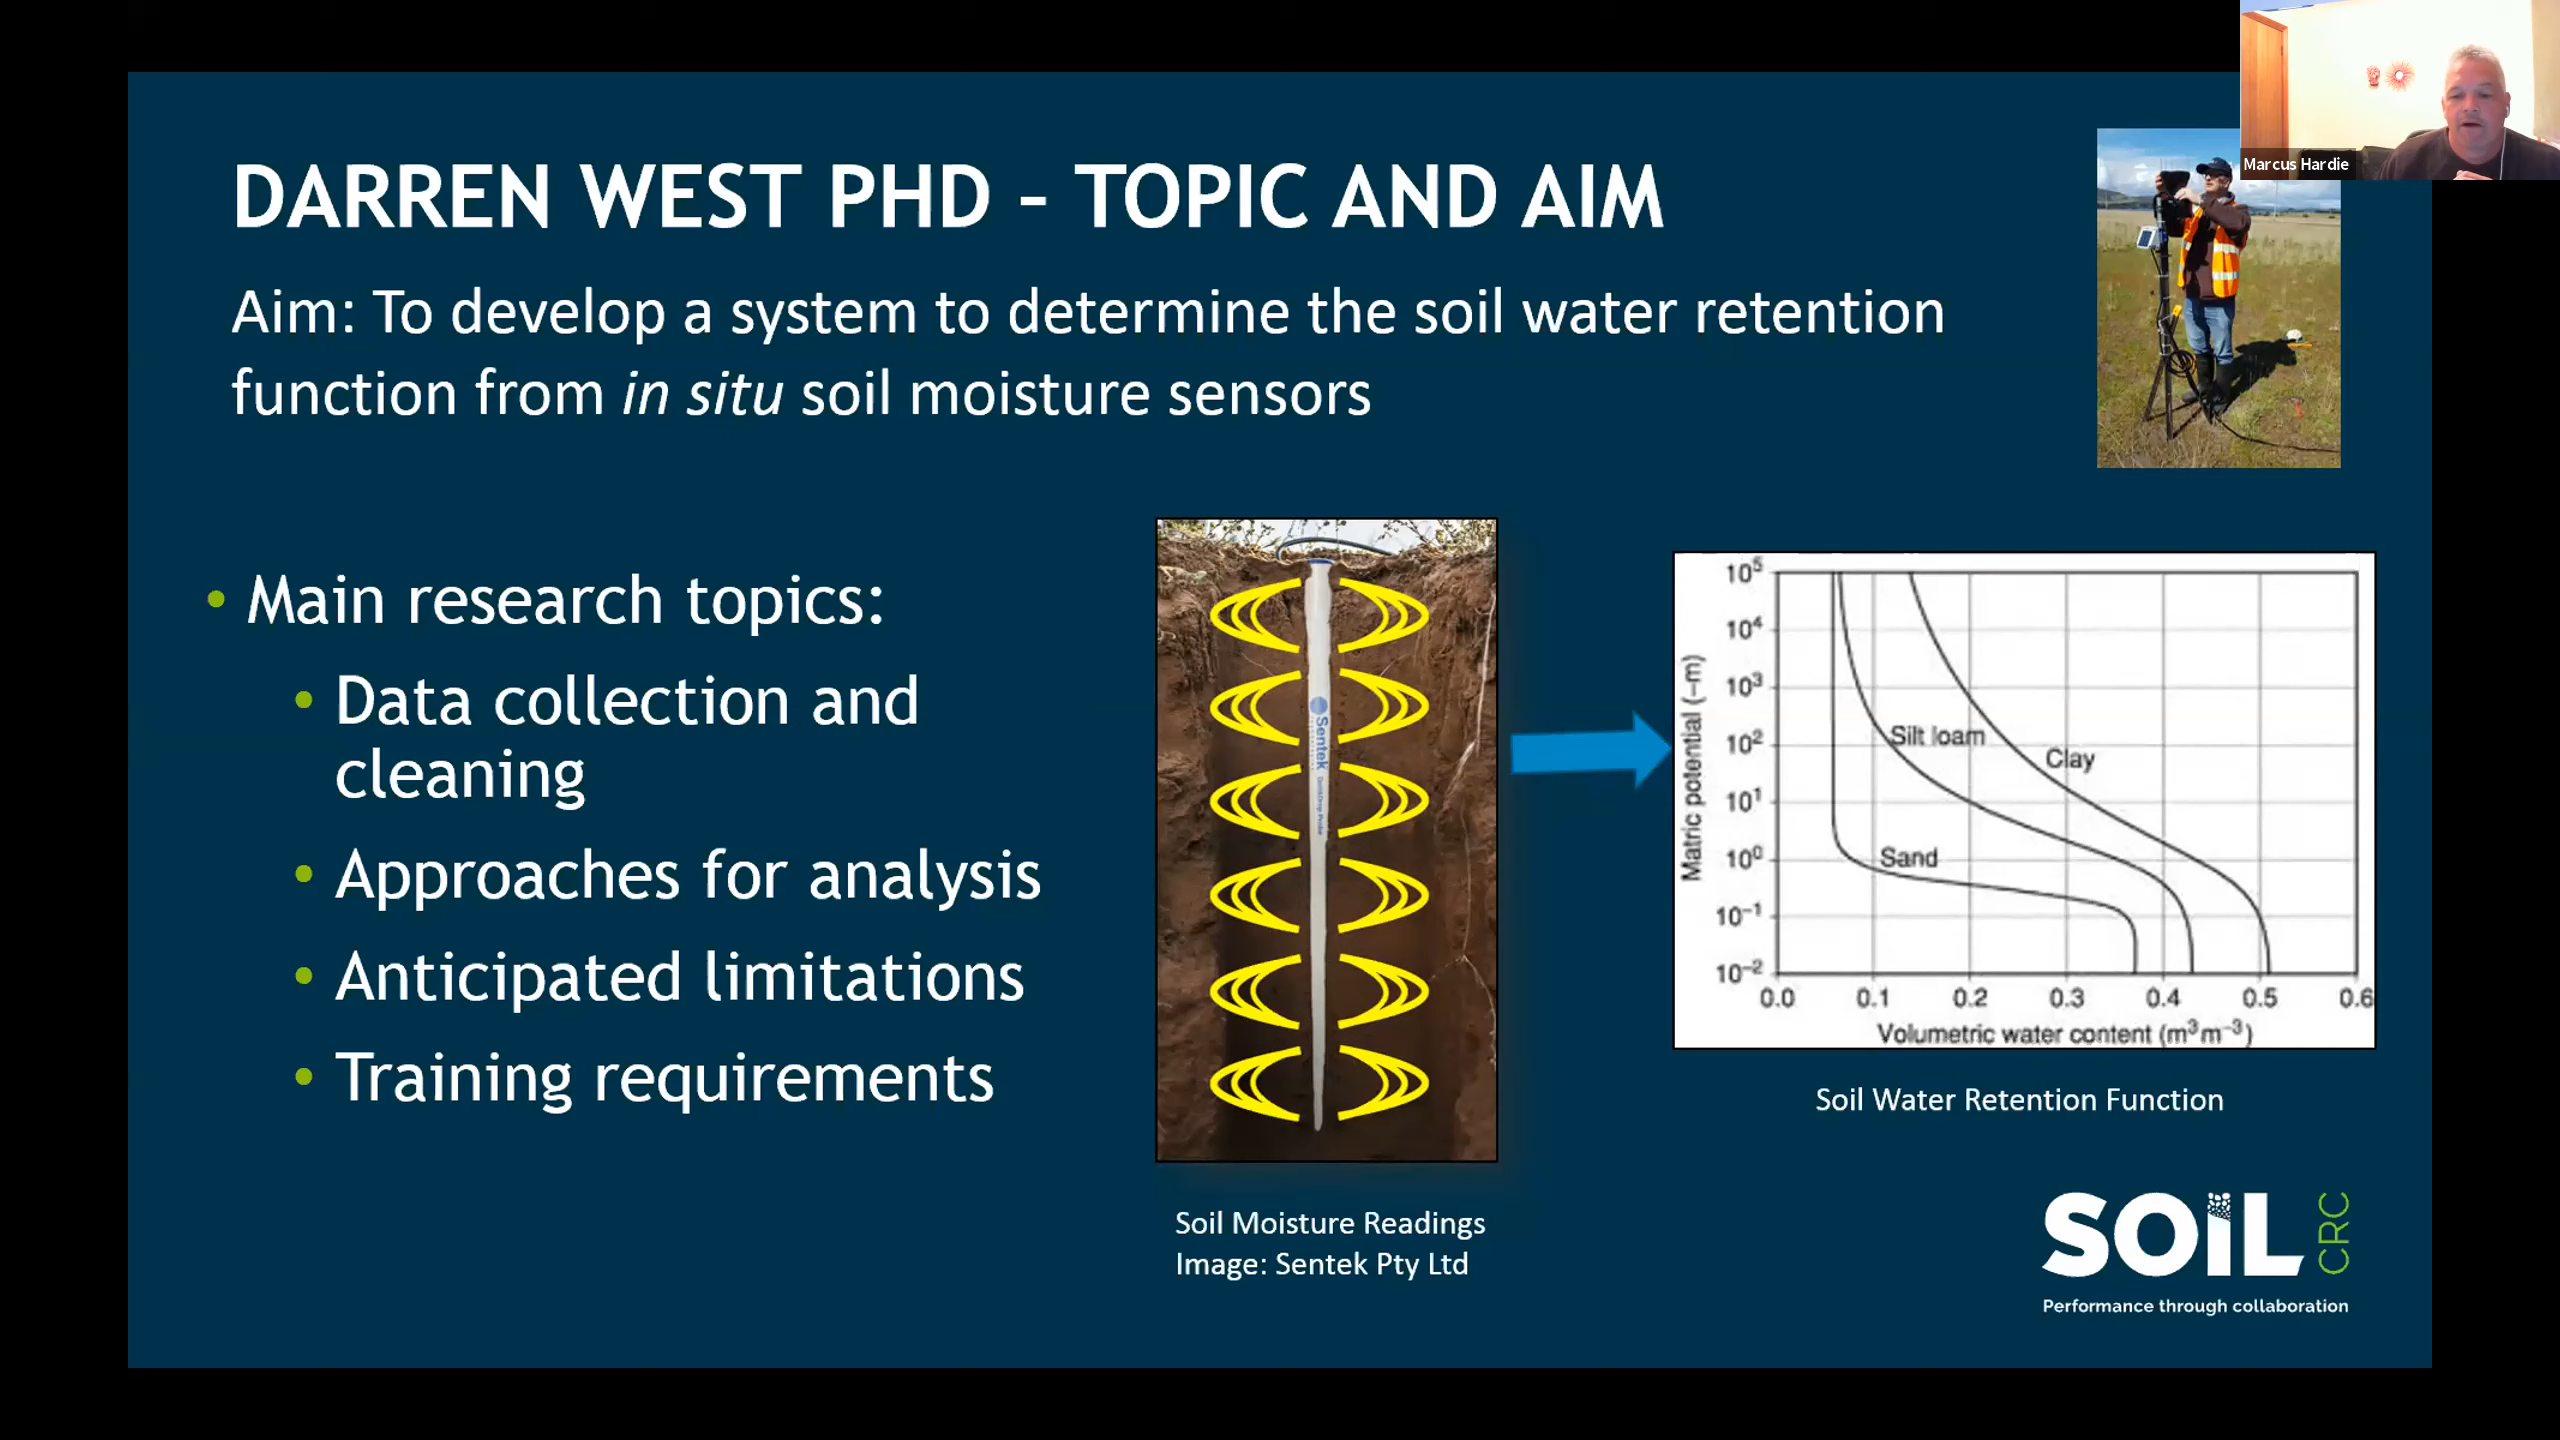 Marcus Hardie
DARREN WEST PHD – TOPIC AND AIM
Aim: To develop a system to determine the soil water retention
function from in situ soil moisture sensors
• Main research topics:
• Data collection and
cleaning
• Approaches for analysis
• Anticipated limitations
• Training requirements
Sentek
Soil Moisture Readings
Image: Sentek Pty Ltd
Matric potential (–m)
10⁵
10⁴
10³
10²
10¹
10⁰
10⁻¹
10⁻²
Silt loam
Clay
Sand
0.0 0.1 0.2 0.3 0.4 0.5 0.6
Volumetric water content (m³m⁻³)
Soil Water Retention Function
SOIL CRC
Performance through collaboration